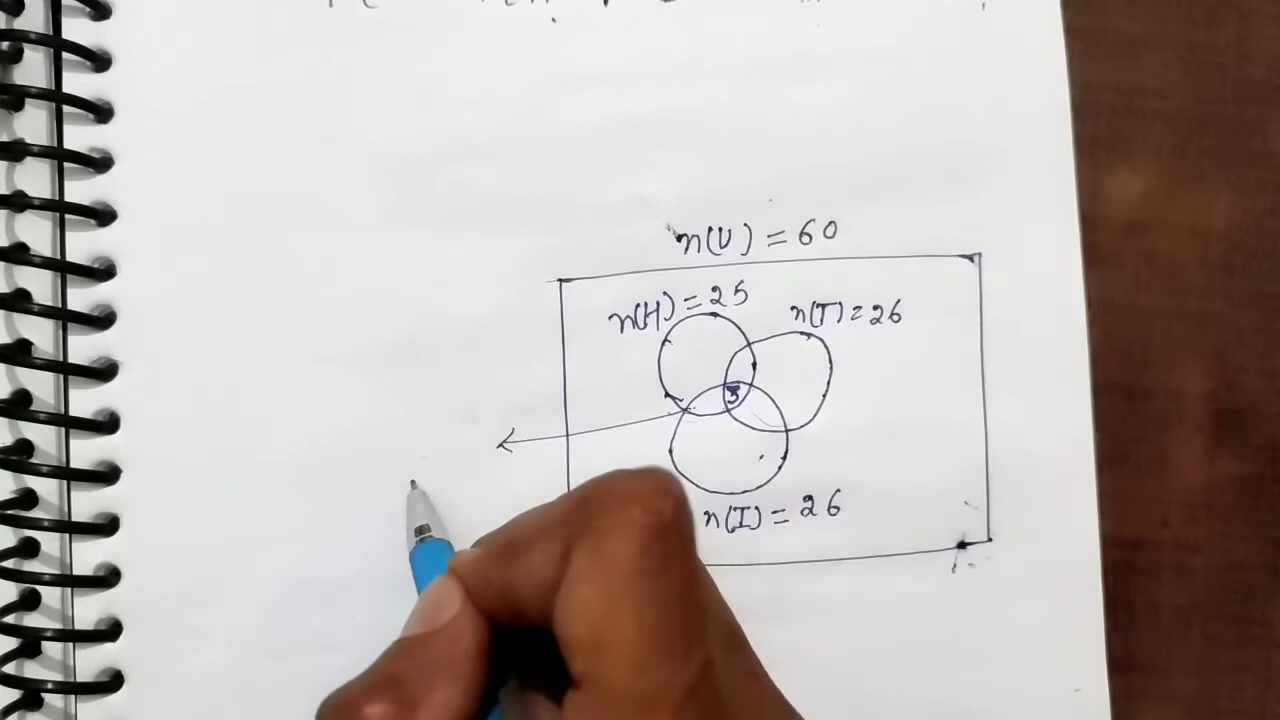 n(U) = 60
n(H) = 25
n(T) = 26
3
n(I) = 26